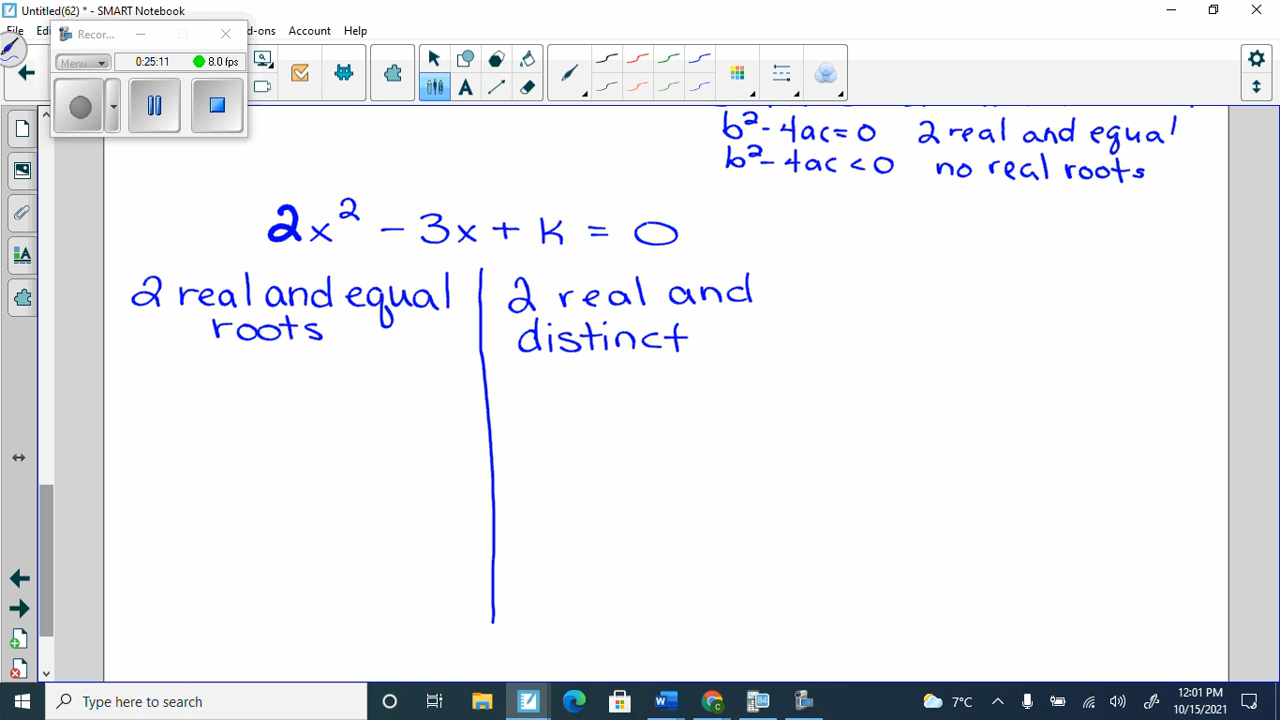 Untitled(62) * - SMART Notebook
File
Account Help
Recor...
Menu
0:25:11 8.0 fps
b²-4ac=0 2 real and equal
b²-4ac<0 no real roots
2x² - 3x + k = 0
2 real and equal
roots
2 real and
distinct
Type here to search
84
7°C
12:01 PM
10/15/2021